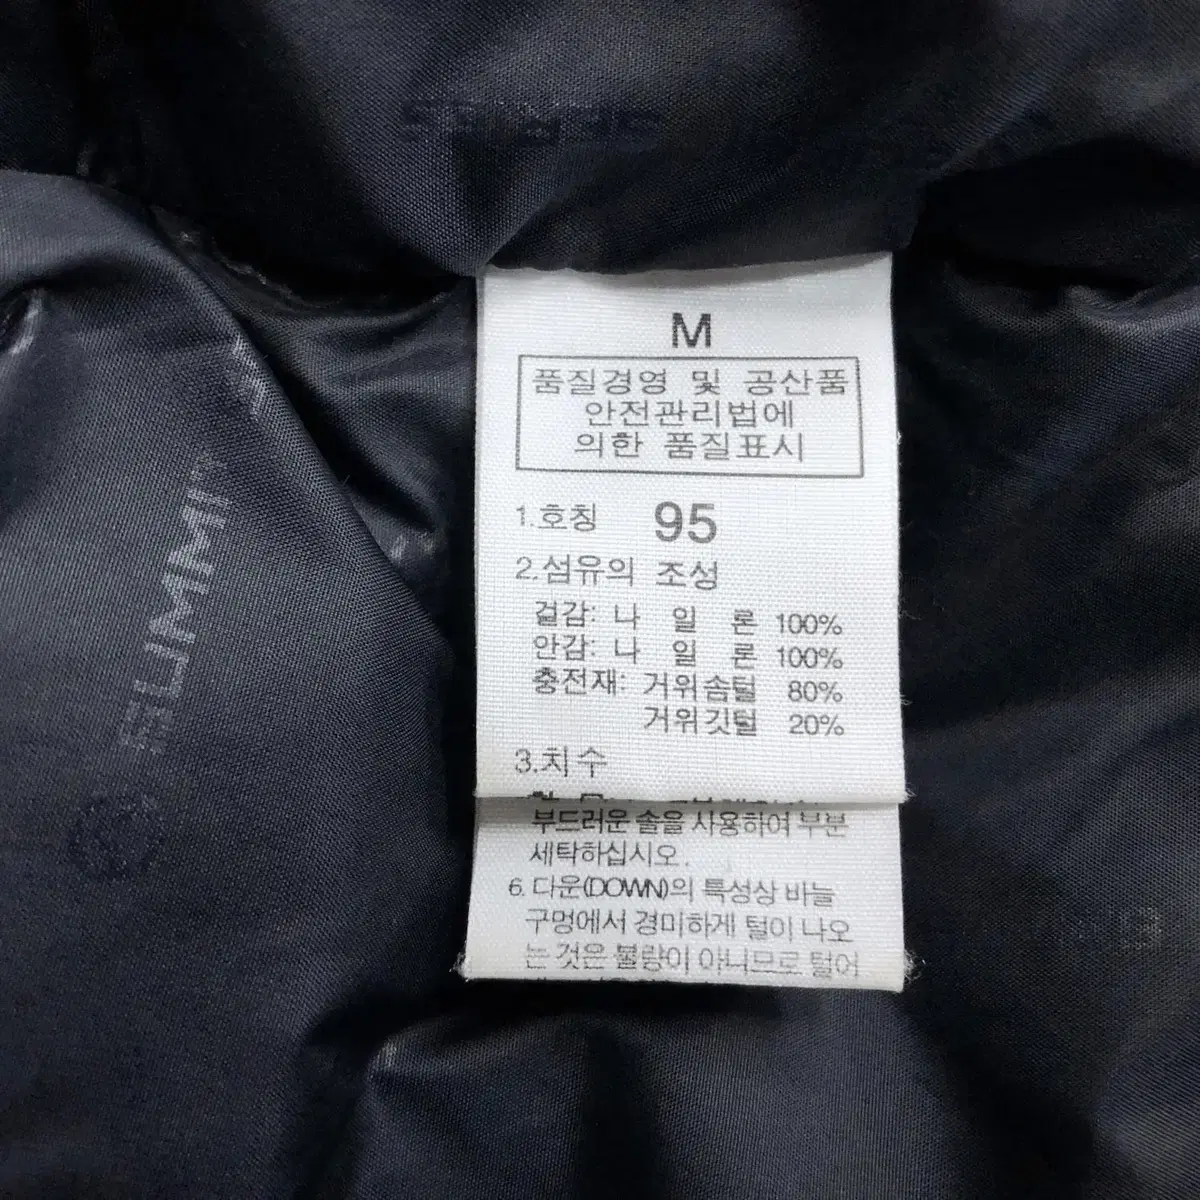 SERIES
M
품질경영 및 공산품
안전관리법에
의한 품질표시
1.호칭 95
2.섬유의 조성
겉감: 나 일 론 100%
안감: 나 일 론 100%
충전재: 거위솜털 80%
거위깃털 20%
3.치수
부드러운 솔을 사용하여 부분
세탁하십시오.
6. 다운(DOWN)의 특성상 바늘
구멍에서 경미하게 털이 나오
는 것은 불량이 아니므로 털어
SUMMI